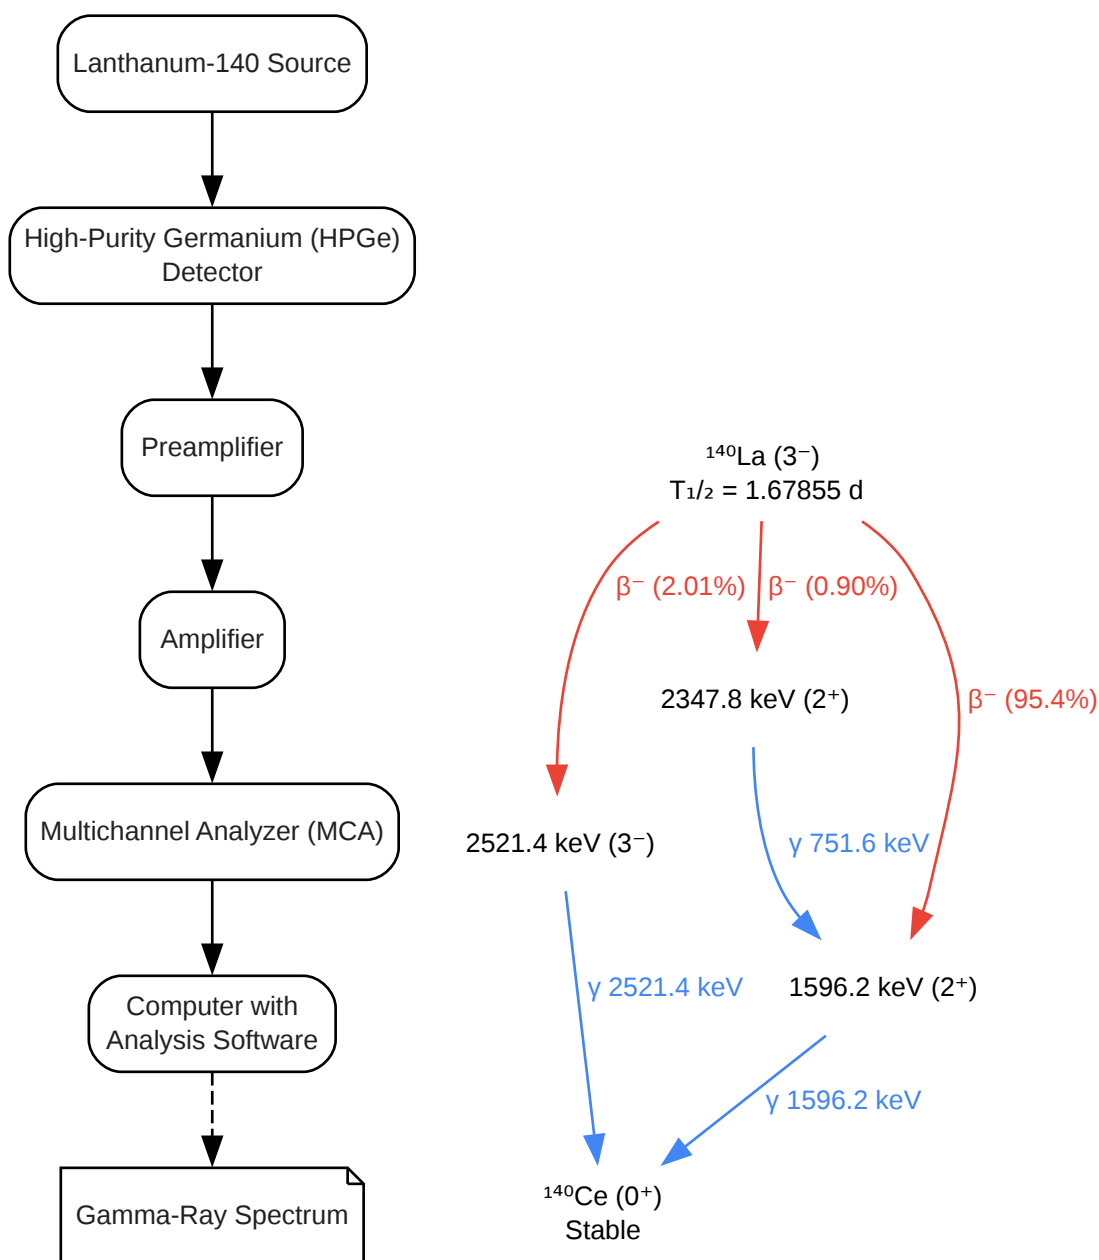 Lanthanum-140 Source
High-Purity Germanium (HPGe)
Detector
Preamplifier
Amplifier
Multichannel Analyzer (MCA)
Computer with
Analysis Software
Gamma-Ray Spectrum
¹⁴⁰La (3⁻)
T₁/₂ = 1.67855 d
β⁻ (2.01%)
β⁻ (0.90%)
2347.8 keV (2⁺)
β⁻ (95.4%)
2521.4 keV (3⁻)
γ 751.6 keV
γ 2521.4 keV
1596.2 keV (2⁺)
γ 1596.2 keV
¹⁴⁰Ce (0⁺)
Stable